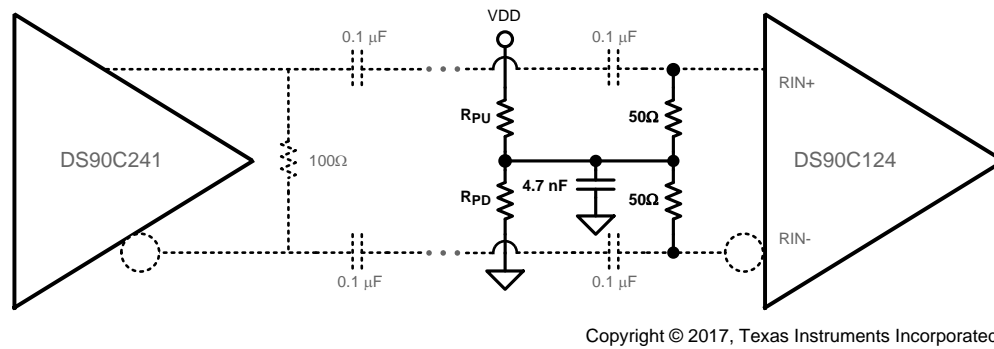 VDD
0.1 µF
0.1 µF
RPU
50Ω
RIN+
DS90C241
100Ω
DS90C124
4.7 nF
RPD
50Ω
RIN-
0.1 µF
0.1 µF
Copyright © 2017, Texas Instruments Incorporated